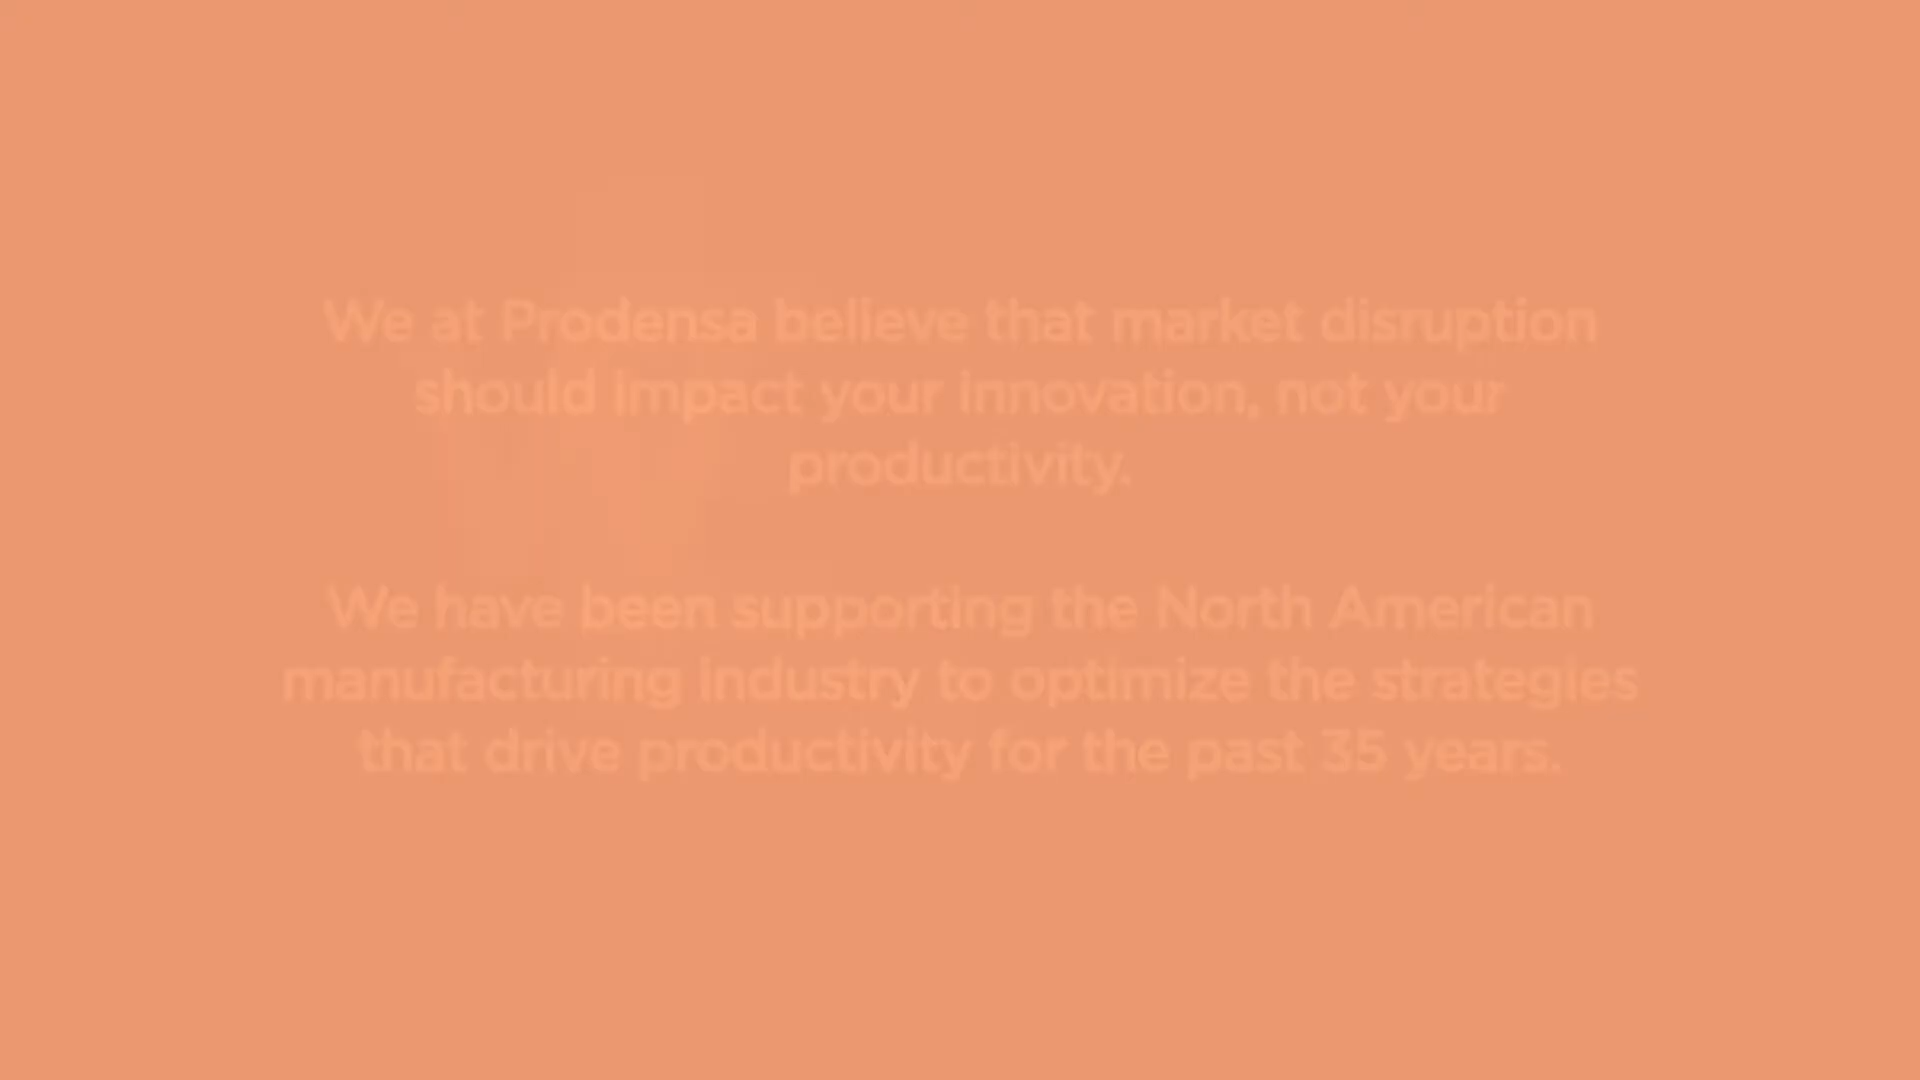 We at Prodensa believe that market disruption
should impact your innovation, not your
productivity.
We have been supporting the North American
manufacturing industry to optimize the strategies
that drive productivity for the past 35 years.